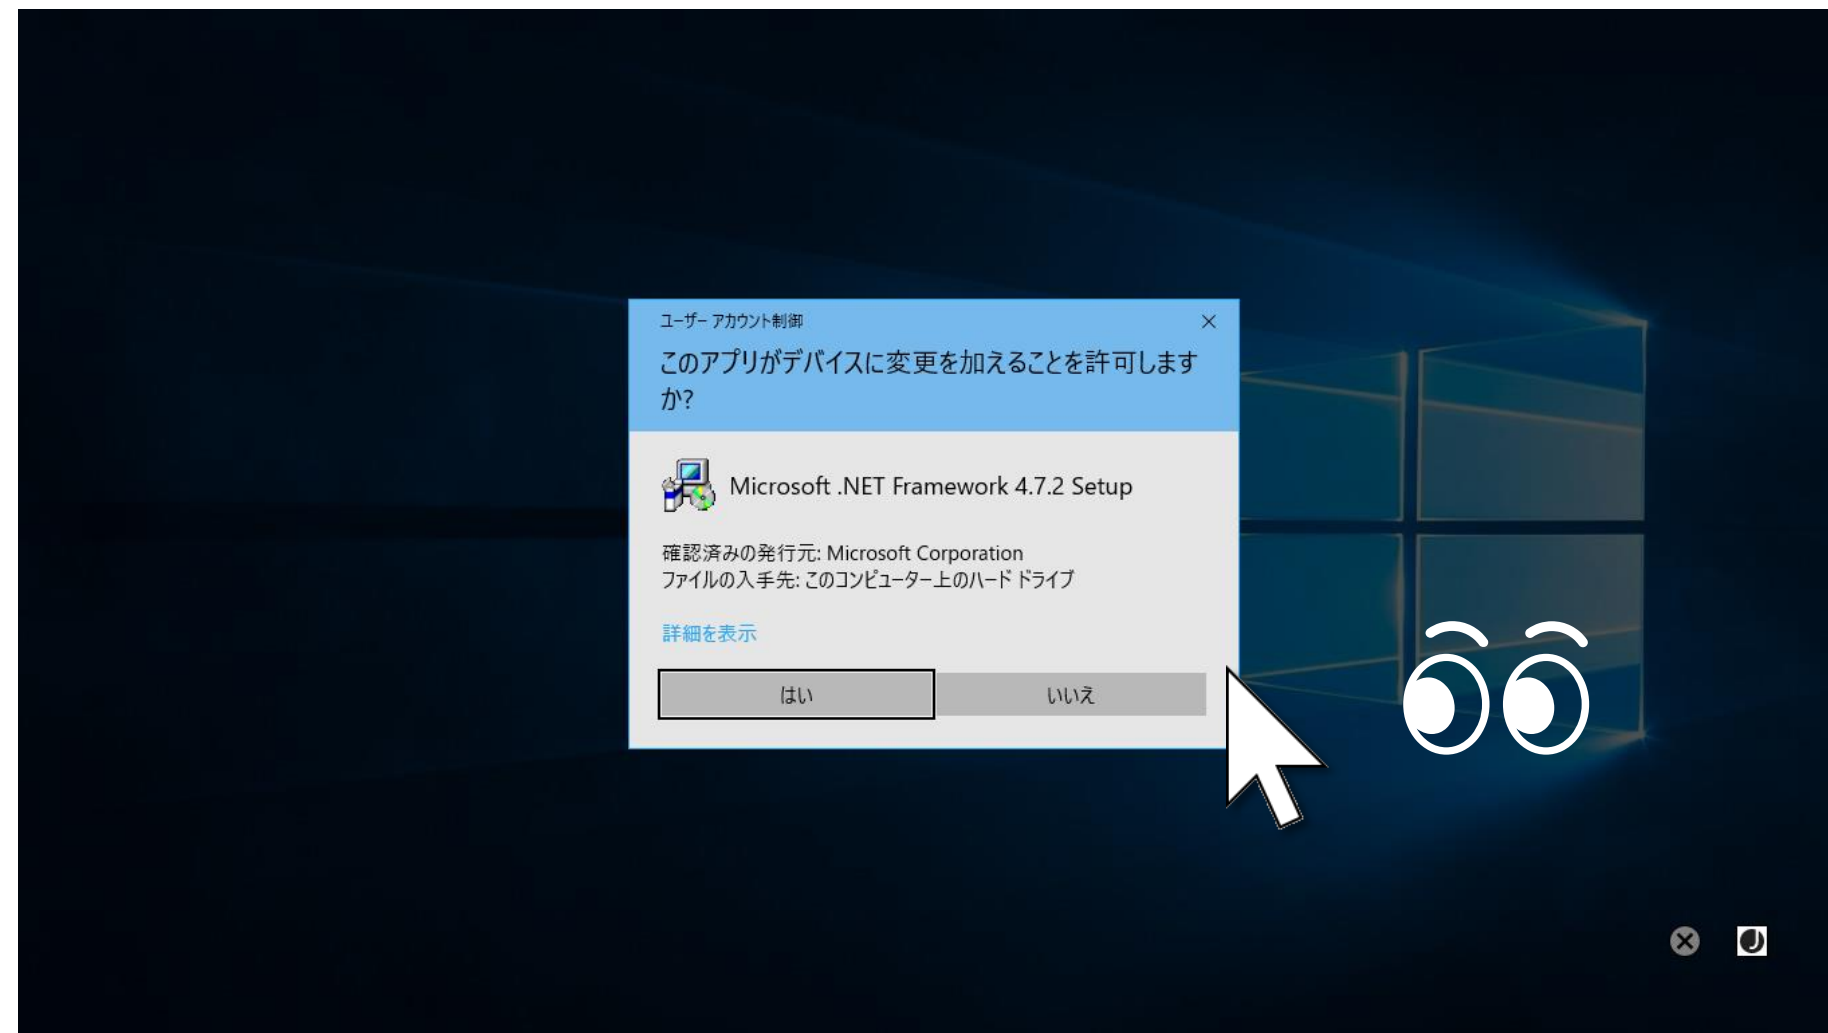 ユーザー アカウント制御
このアプリがデバイスに変更を加えることを許可します
か?
Microsoft .NET Framework 4.7.2 Setup
確認済みの発行元: Microsoft Corporation
ファイルの入手先: このコンピューター上のハード ドライブ
詳細を表示
はい
いいえ
J